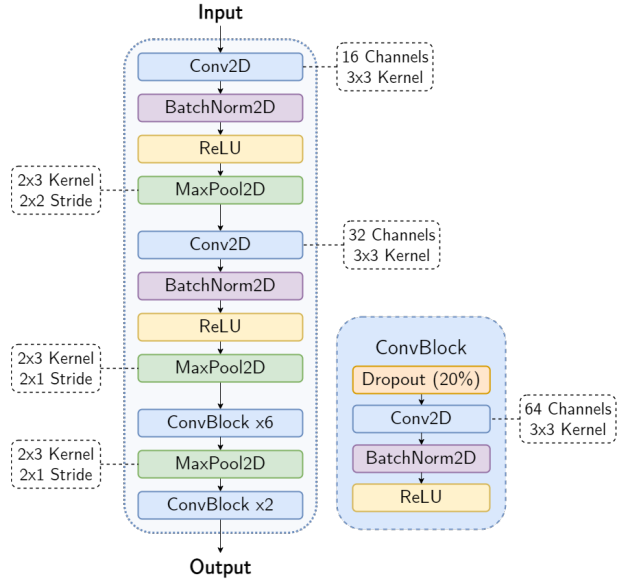 Input
Conv2D
16 Channels
3x3 Kernel
BatchNorm2D
ReLU
2x3 Kernel
2x2 Stride
MaxPool2D
Conv2D
32 Channels
3x3 Kernel
BatchNorm2D
ReLU
2x3 Kernel
2x1 Stride
MaxPool2D
ConvBlock x6
2x3 Kernel
2x1 Stride
MaxPool2D
ConvBlock x2
Output
ConvBlock
Dropout (20%)
Conv2D
64 Channels
3x3 Kernel
BatchNorm2D
ReLU